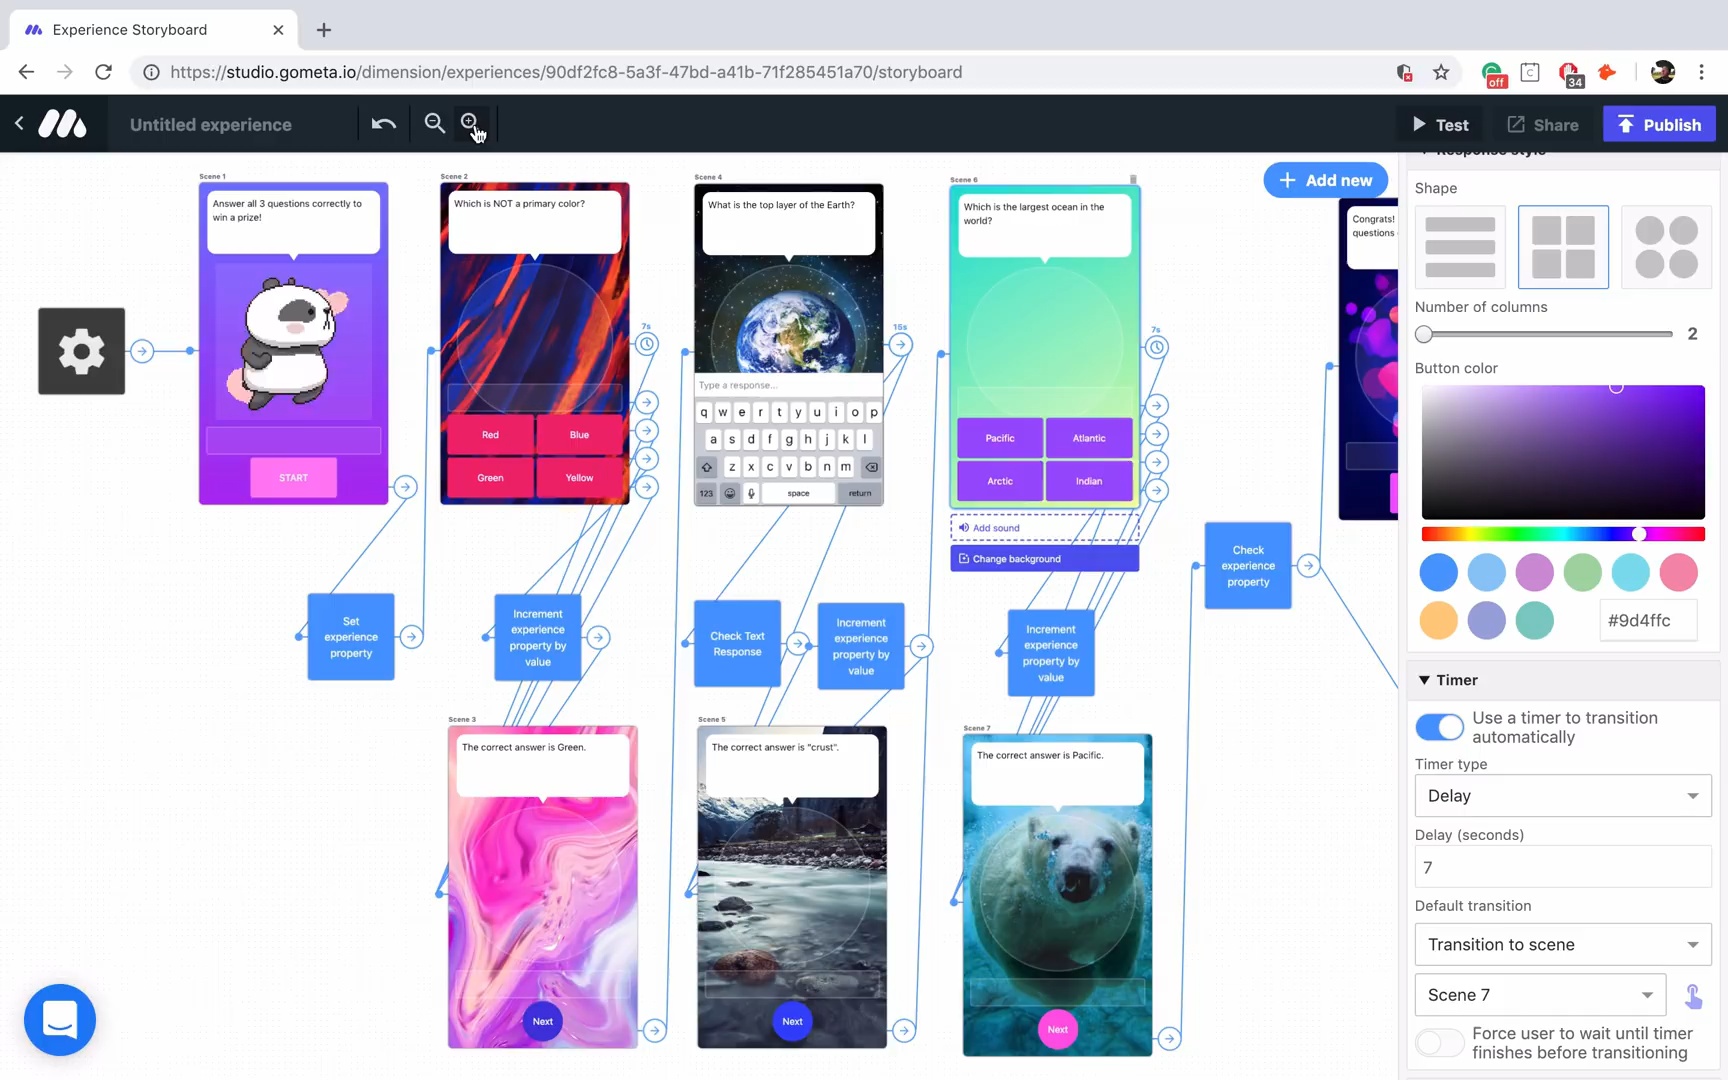 Experience Storyboard
https://studio.gometa.io/dimension/experiences/90df2fc8-5a3f-47bd-a41b-71f285451a70/storyboard
off
34
Untitled experience
Test
Share
Publish
Add new
Scene 1
Answer all 3 questions correctly to
win a prize!
START
Scene 2
Which is NOT a primary color?
7s
Red
Blue
Green
Yellow
Scene 4
What is the top layer of the Earth?
15s
Type a response...
q w e r t y u i o p
a s d f g h j k l
z x c v b n m
123
space
return
Scene 6
Which is the largest ocean in the
world?
7s
Pacific
Atlantic
Arctic
Indian
Add sound
Change background
Congrats!
questions
Set
experience
property
Increment
experience
property by
value
Check Text
Response
Increment
experience
property by
value
Increment
experience
property by
value
Check
experience
property
Scene 3
The correct answer is Green.
Next
Scene 5
The correct answer is "crust".
Next
Scene 7
The correct answer is Pacific.
Next
Response style
Shape
Number of columns
2
Button color
#9d4ffc
Timer
Use a timer to transition
automatically
Timer type
Delay
Delay (seconds)
7
Default transition
Transition to scene
Scene 7
Force user to wait until timer
finishes before transitioning